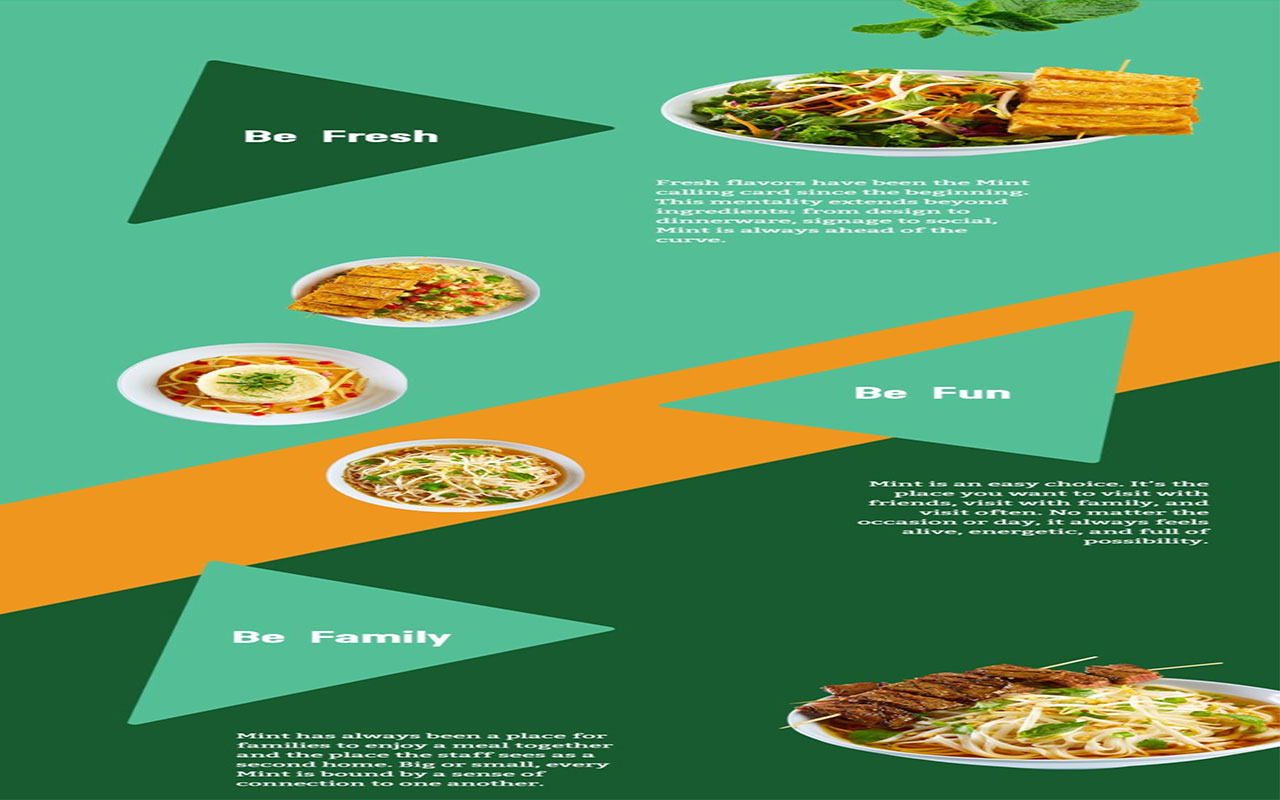 Be Fresh
Fresh flavors have been the Mint
calling card since the beginning.
This mentality extends beyond
ingredients: from design to
dinnerware, signage to social,
Mint is always ahead of the
curve.
Be Fun
Mint is an easy choice. It's the
place you want to visit with
friends, visit with family, and
visit often. No matter the
occasion or day, it always feels
alive, energetic, and full of
possibility.
Be Family
Mint has always been a place for
families to enjoy a meal together
and the place the staff sees as a
second home. Big or small, every
Mint is bound by a sense of
connection to one another.